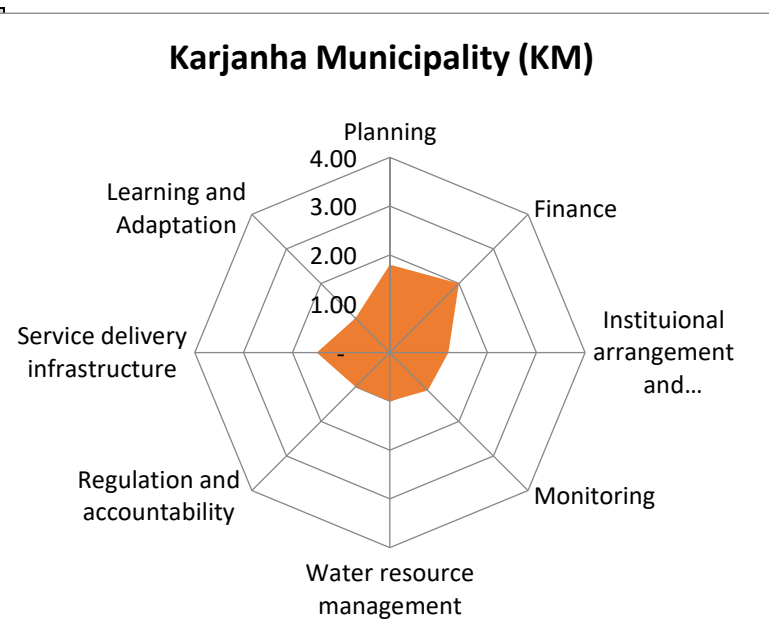 Karjanha Municipality (KM)
Planning
4.00
3.00
2.00
1.00
-
Finance
Instituional
arrangement
and...
Monitoring
Water resource
management
Regulation and
accountability
Service delivery
infrastructure
Learning and
Adaptation